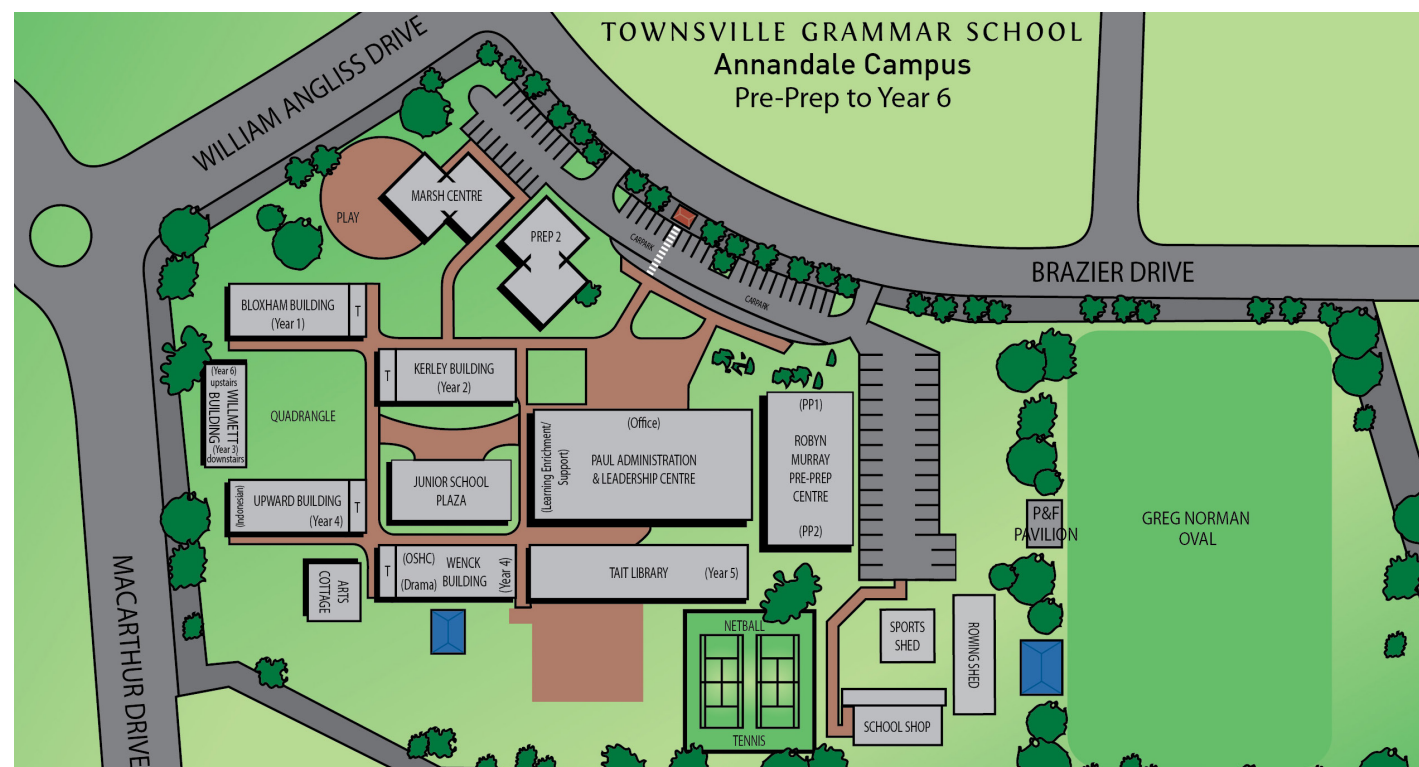 TOWNSVILLE GRAMMAR SCHOOL
Annandale Campus
Pre-Prep to Year 6
WILLIAM ANGLISS DRIVE
MARSH CENTRE
PLAY
PREP 2
CARPARK
CARPARK
BRAZIER DRIVE
BLOXHAM BUILDING
(Year 1)
T
T
KERLEY BUILDING
(Year 2)
(Year 6)
upstairs
WILLMETT
BUILDING
(Year 3)
downstairs
QUADRANGLE
(Learning Enrichment/
Support)
(Office)
PAUL ADMINISTRATION
& LEADERSHIP CENTRE
(PP1)
ROBYN
MURRAY
PRE-PREP
CENTRE
(PP2)
JUNIOR SCHOOL
PLAZA
(Indonesian)
UPWARD BUILDING
(Year 4)
T
P&F
PAVILION
GREG NORMAN
OVAL
T
(OSHC)
(Drama)
WENCK
BUILDING
(Year 4)
TAIT LIBRARY
(Year 5)
ARTS
COTTAGE
MACARTHUR DRIVE
NETBALL
TENNIS
SPORTS
SHED
ROWING SHED
SCHOOL SHOP